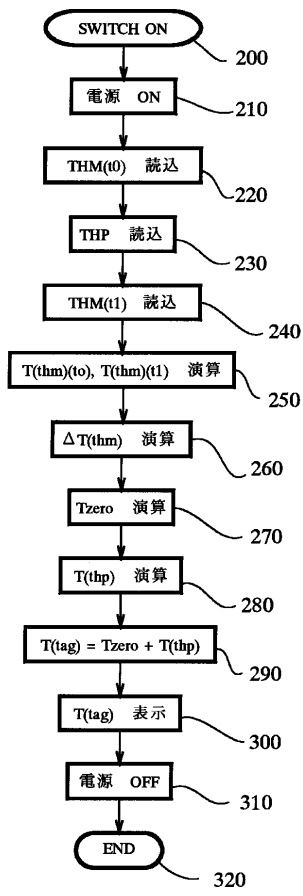 SWITCH ON
200
電源 ON
210
THM(t0) 読込
220
THP 読込
230
THM(t1) 読込
240
T(thm)(to), T(thm)(t1) 演算
250
ΔT(thm) 演算
260
Tzero 演算
270
T(thp) 演算
280
T(tag) = Tzero + T(thp)
290
T(tag) 表示
300
電源 OFF
310
END
320